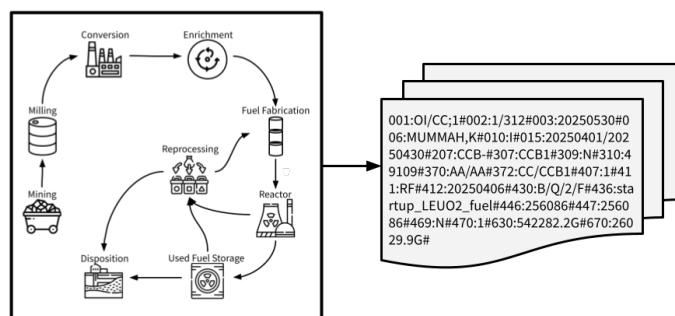 Conversion
Enrichment
Milling
Fuel Fabrication
Reprocessing
Mining
Reactor
Disposition
Used Fuel Storage
001:OI/CC;1#002:1/312#003:20250530#0
06:MUMMAH,K#010:I#015:20250401/20
250430#207:CCB-#307:CCB1#309:N#310:4
9109#370:AA/AA#372:CC/CCB1#407:1#41
1:RF#412:20250406#430:B/Q/2/F#436:sta
rtup_LEUO2_fuel#446:256086#447:2560
86#469:N#470:1#630:542282.2G#670:260
29.9G#